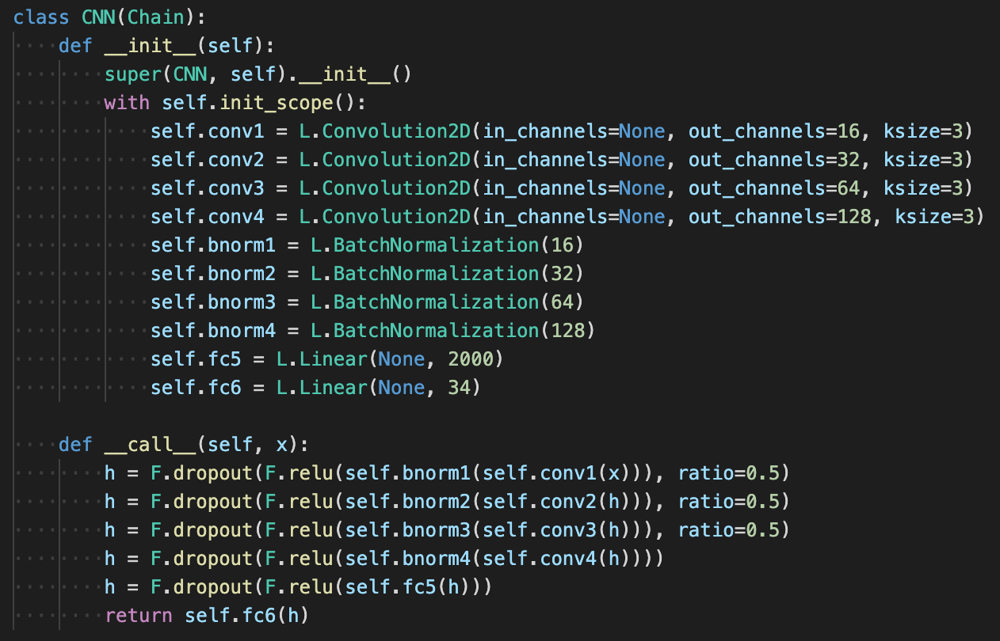 class CNN(Chain):
    def __init__(self):
        super(CNN, self).__init__()
        with self.init_scope():
            self.conv1 = L.Convolution2D(in_channels=None, out_channels=16, ksize=3)
            self.conv2 = L.Convolution2D(in_channels=None, out_channels=32, ksize=3)
            self.conv3 = L.Convolution2D(in_channels=None, out_channels=64, ksize=3)
            self.conv4 = L.Convolution2D(in_channels=None, out_channels=128, ksize=3)
            self.bnorm1 = L.BatchNormalization(16)
            self.bnorm2 = L.BatchNormalization(32)
            self.bnorm3 = L.BatchNormalization(64)
            self.bnorm4 = L.BatchNormalization(128)
            self.fc5 = L.Linear(None, 2000)
            self.fc6 = L.Linear(None, 34)

    def __call__(self, x):
        h = F.dropout(F.relu(self.bnorm1(self.conv1(x))), ratio=0.5)
        h = F.dropout(F.relu(self.bnorm2(self.conv2(h))), ratio=0.5)
        h = F.dropout(F.relu(self.bnorm3(self.conv3(h))), ratio=0.5)
        h = F.dropout(F.relu(self.bnorm4(self.conv4(h))))
        h = F.dropout(F.relu(self.fc5(h)))
        return self.fc6(h)